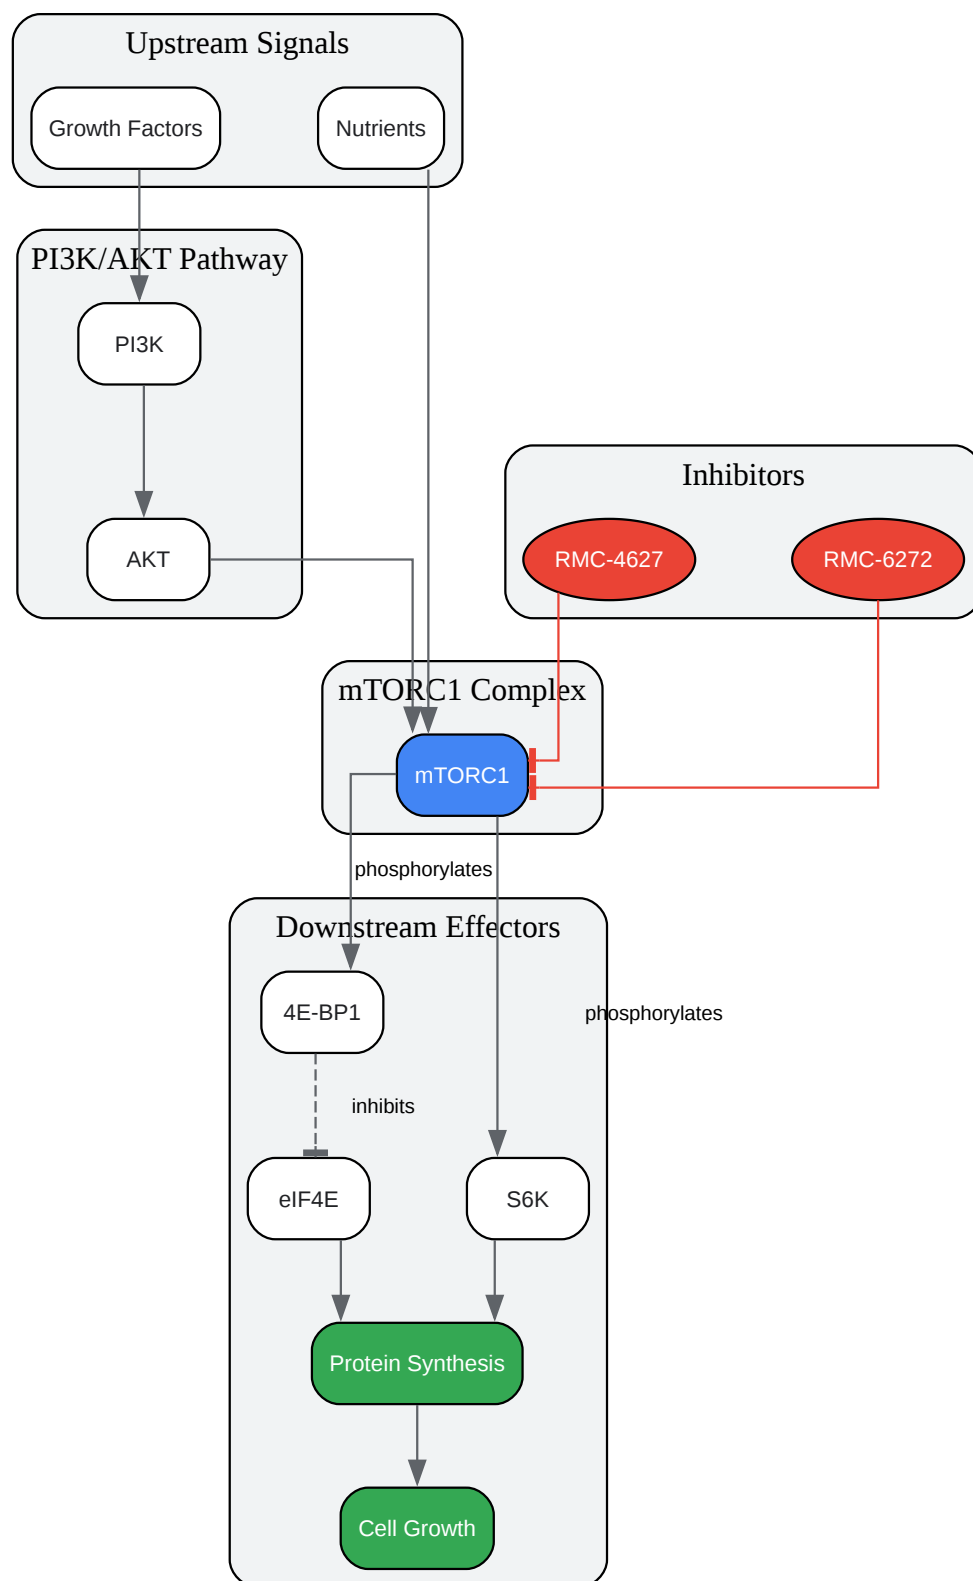 Upstream Signals
Growth Factors
Nutrients
PI3K/AKT Pathway
PI3K
AKT
Inhibitors
RMC-4627
RMC-6272
mTORC1 Complex
mTORC1
phosphorylates
Downstream Effectors
4E-BP1
phosphorylates
inhibits
eIF4E
S6K
Protein Synthesis
Cell Growth